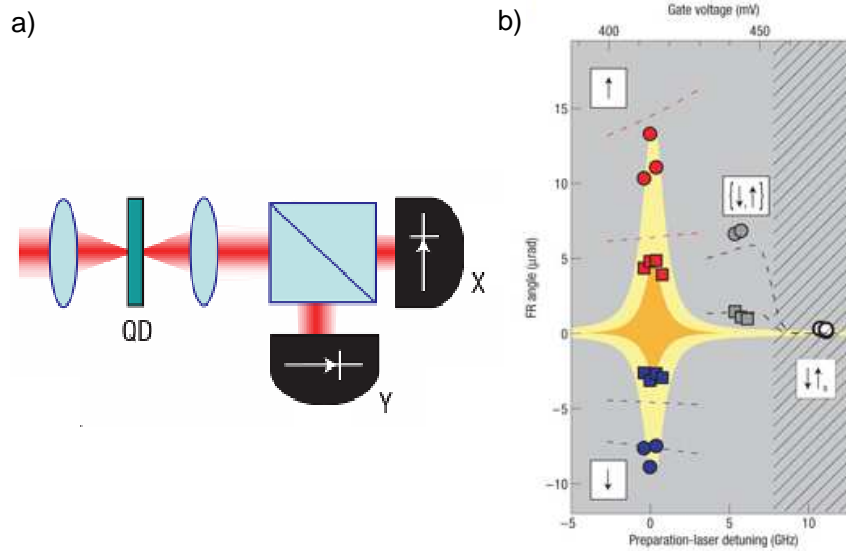 a)
QD
X
Y
b)
Gate voltage (mV)
400
450
↑
15
10
{↓,↑}
5
FR angle (µrad)
0
↓↑s
−5
↓
−10
−5
0
5
10
Preparation-laser detuning (GHz)